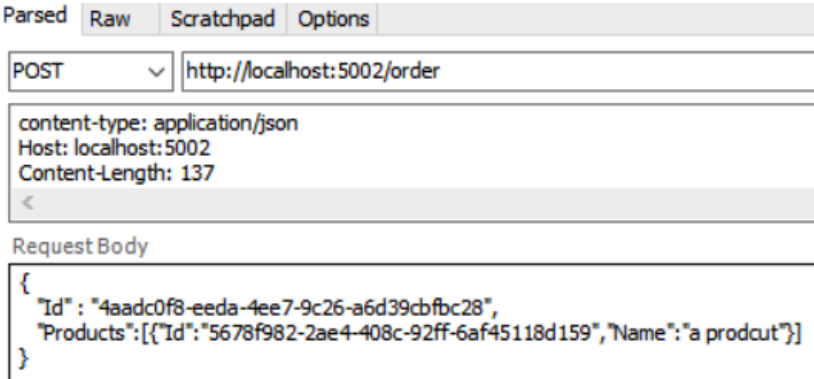 Parsed Raw Scratchpad Options
POST http://localhost:5002/order
content-type: application/json
Host: localhost:5002
Content-Length: 137
Request Body
{
"Id" : "4aadc0f8-eeda-4ee7-9c26-a6d39cbfbc28",
"Products":[{"Id":"5678f982-2ae4-408c-92ff-6af45118d159","Name":"a prodcut"}]
}